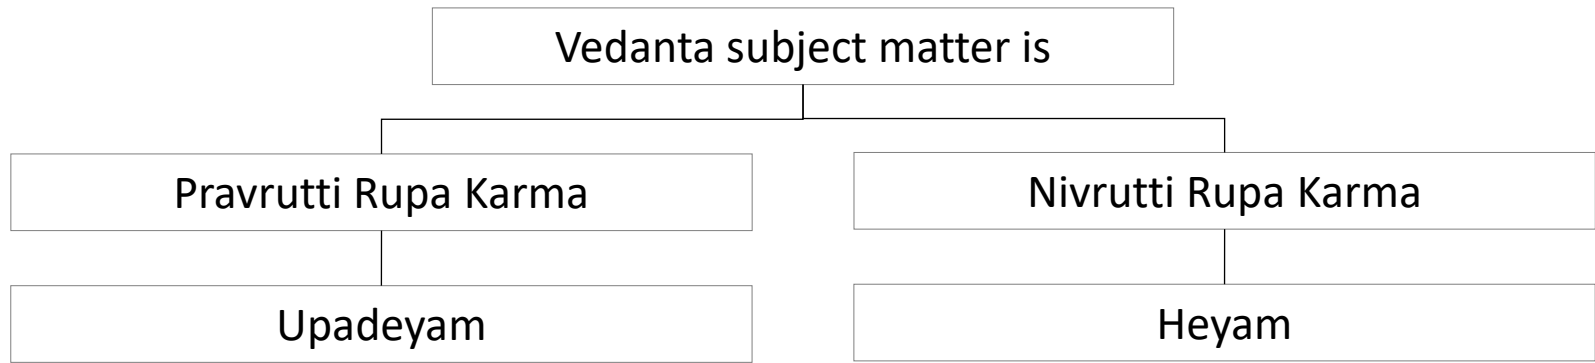 Vedanta subject matter is
Pravrutti Rupa Karma
Nivrutti Rupa Karma
Upadeyam
Heyam